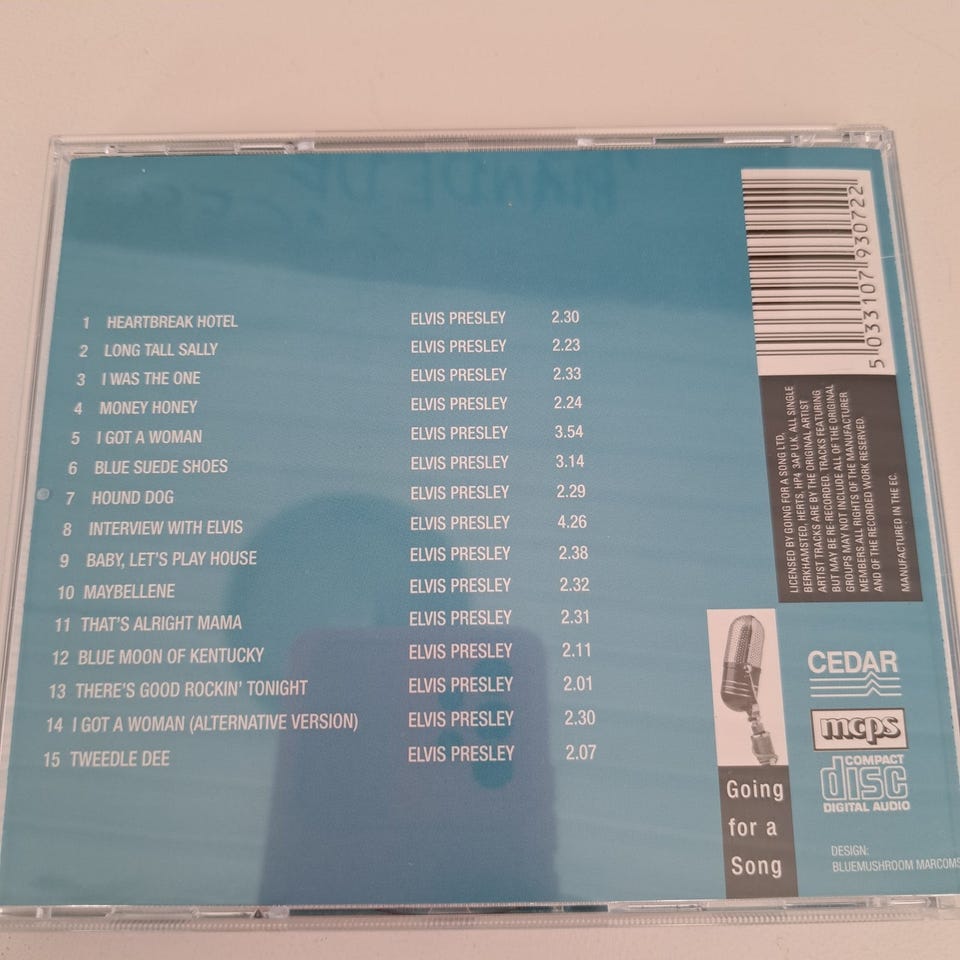 1 HEARTBREAK HOTEL ELVIS PRESLEY 2.30
2 LONG TALL SALLY ELVIS PRESLEY 2.23
3 I WAS THE ONE ELVIS PRESLEY 2.33
4 MONEY HONEY ELVIS PRESLEY 2.24
5 I GOT A WOMAN ELVIS PRESLEY 3.54
6 BLUE SUEDE SHOES ELVIS PRESLEY 3.14
7 HOUND DOG ELVIS PRESLEY 2.29
8 INTERVIEW WITH ELVIS ELVIS PRESLEY 4.26
9 BABY, LET'S PLAY HOUSE ELVIS PRESLEY 2.38
10 MAYBELLENE ELVIS PRESLEY 2.32
11 THAT'S ALRIGHT MAMA ELVIS PRESLEY 2.31
12 BLUE MOON OF KENTUCKY ELVIS PRESLEY 2.11
13 THERE'S GOOD ROCKIN' TONIGHT ELVIS PRESLEY 2.01
14 I GOT A WOMAN (ALTERNATIVE VERSION) ELVIS PRESLEY 2.30
15 TWEEDLE DEE ELVIS PRESLEY 2.07
5 033107 930722
LICENSED BY GOING FOR A SONG LTD,
BERKHAMSTED, HERTS, HP4 3AP U.K. ALL SINGLE
ARTIST TRACKS ARE BY THE ORIGINAL ARTIST
BUT MAY BE RE-RECORDED. TRACKS FEATURING
GROUPS MAY NOT INCLUDE ALL OF THE ORIGINAL
MEMBERS.ALL RIGHTS OF THE MANUFACTURER
AND OF THE RECORDED WORK RESERVED.
MANUFACTURED IN THE EC.
CEDAR
mcps
COMPACT
disc
DIGITAL AUDIO
Going
for a
Song
DESIGN:
BLUEMUSHROOM MARCOMS